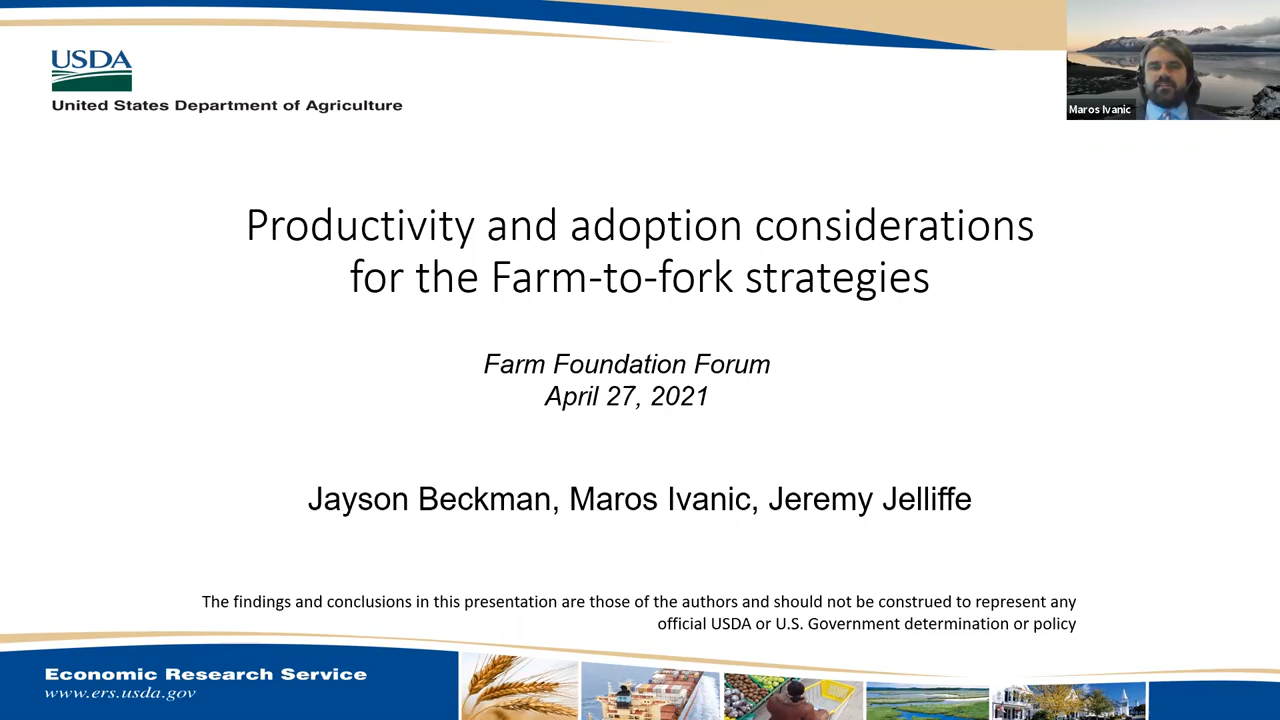 USDA
United States Department of Agriculture
Maros Ivanic
Productivity and adoption considerations
for the Farm-to-fork strategies
Farm Foundation Forum
April 27, 2021
Jayson Beckman, Maros Ivanic, Jeremy Jelliffe
The findings and conclusions in this presentation are those of the authors and should not be construed to represent any
official USDA or U.S. Government determination or policy
Economic Research Service
www.ers.usda.gov